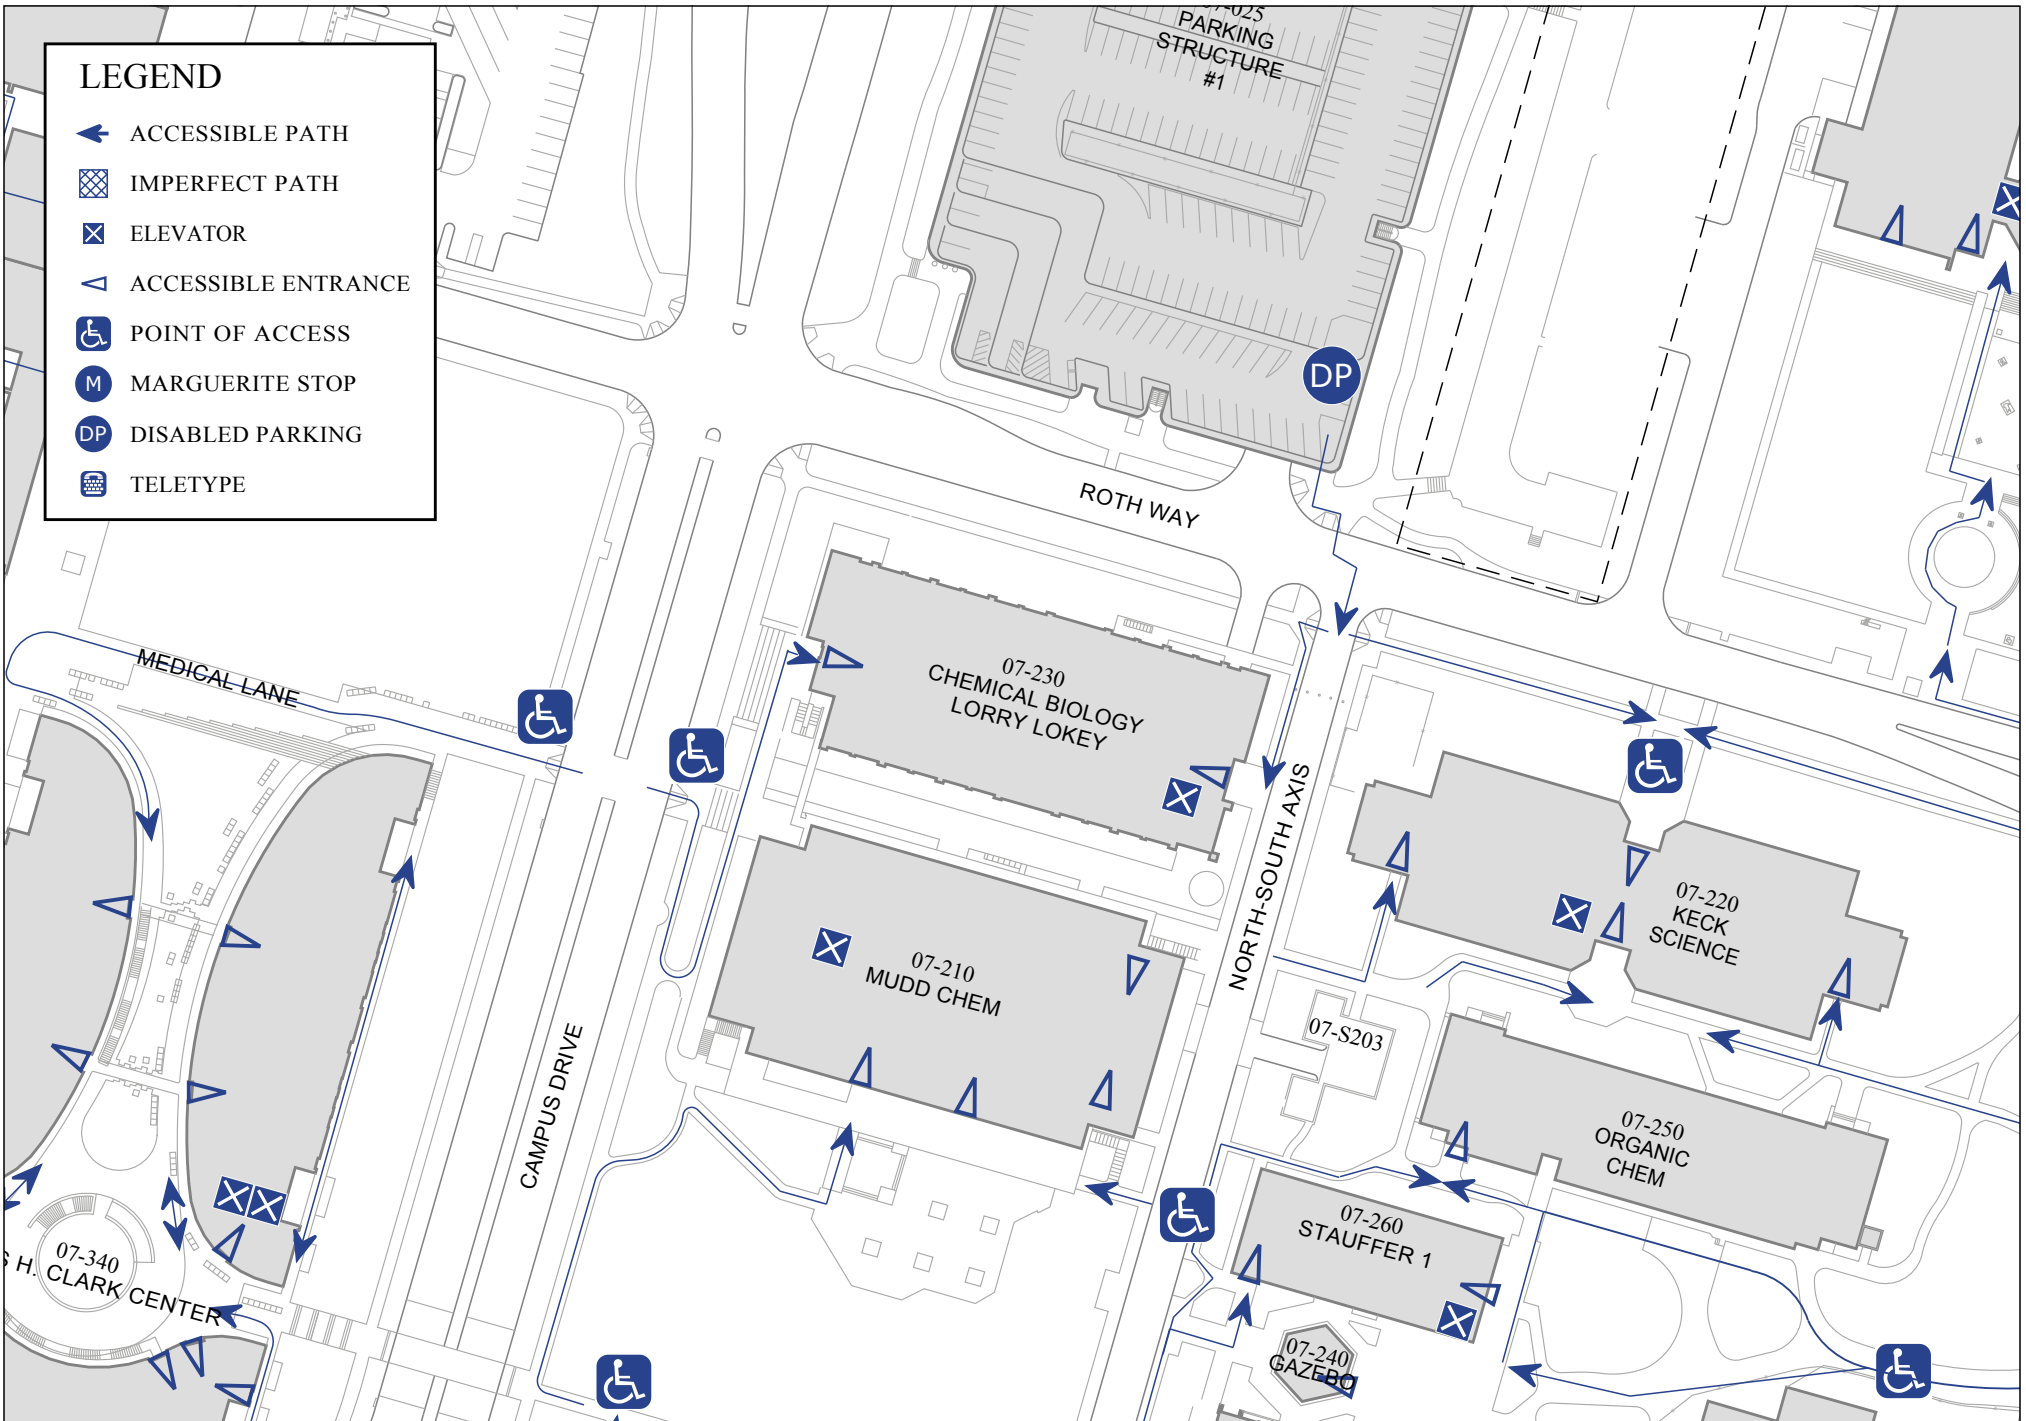 LEGEND
ACCESSIBLE PATH
IMPERFECT PATH
ELEVATOR
ACCESSIBLE ENTRANCE
POINT OF ACCESS
M MARGUERITE STOP
DP DISABLED PARKING
TELETYPE
PARKING
STRUCTURE
#1
DP
ROTH WAY
MEDICAL LANE
07-230
CHEMICAL BIOLOGY
LORRY LOKEY
NORTH-SOUTH AXIS
07-220
KECK
SCIENCE
07-210
MUDD CHEM
07-S203
CAMPUS DRIVE
07-250
ORGANIC
CHEM
07-260
STAUFFER 1
07-340
H. CLARK CENTER
07-240
GAZEBO